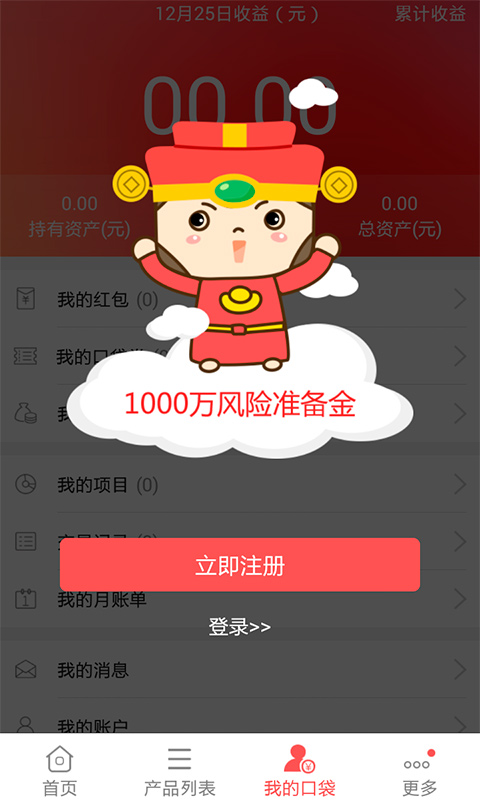 12月25日收益（元）
累计收益
00.00
0.00
0.00
持有资产(元)
总资产(元)
我的红包 (0)
我的口袋
1000万风险准备金
我的项目 (0)
立即注册
我的月账单
登录>>
我的消息
我的账户
首页
产品列表
我的口袋
更多